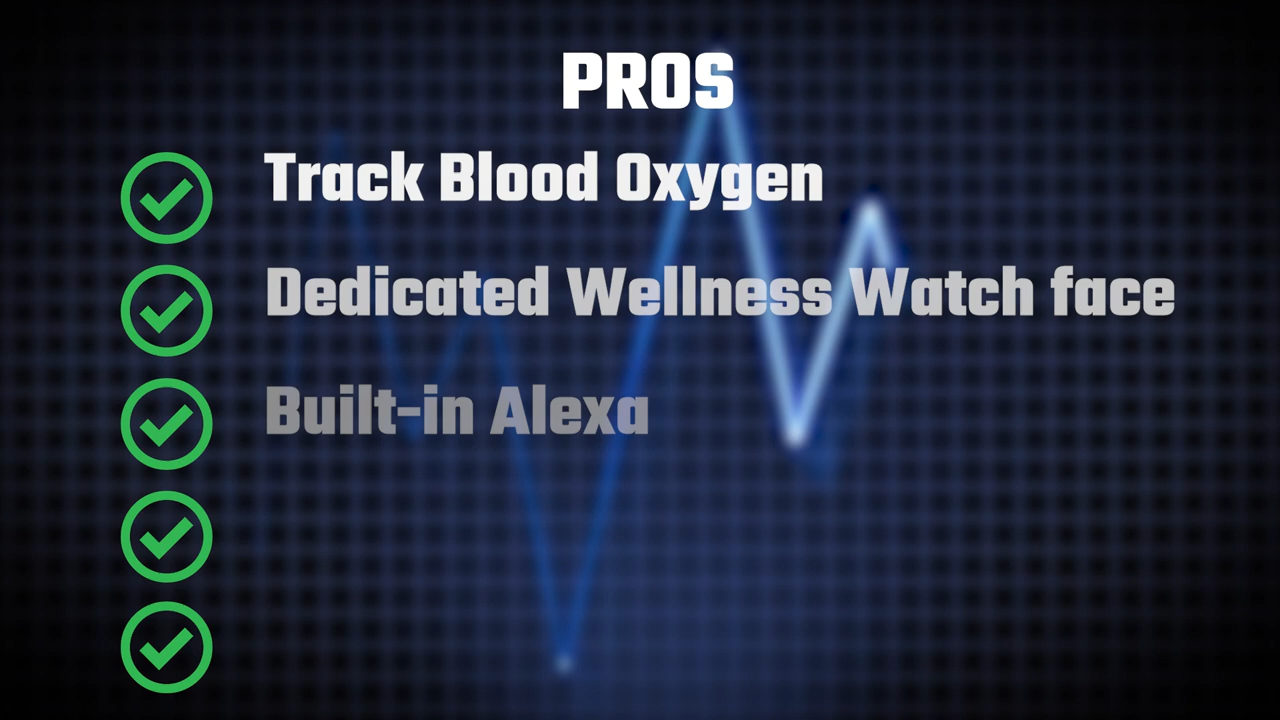 PROS
Track Blood Oxygen
Dedicated Wellness Watch face
Built-in Alexa